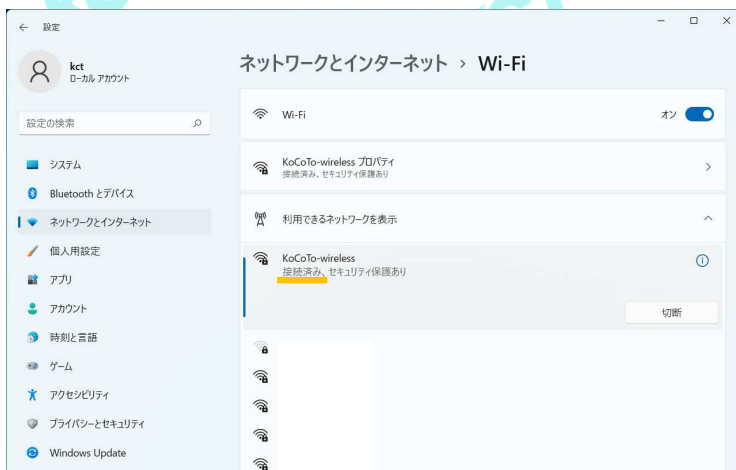 設定
kct
ローカル アカウント
設定の検索
システム
Bluetooth とデバイス
ネットワークとインターネット
個人用設定
アプリ
アカウント
時刻と言語
ゲーム
アクセシビリティ
プライバシーとセキュリティ
Windows Update
ネットワークとインターネット › Wi-Fi
Wi-Fi
オン
KoCoTo-wireless プロパティ
接続済み、セキュリティ保護あり
利用できるネットワークを表示
KoCoTo-wireless
接続済み、セキュリティ保護あり
切断